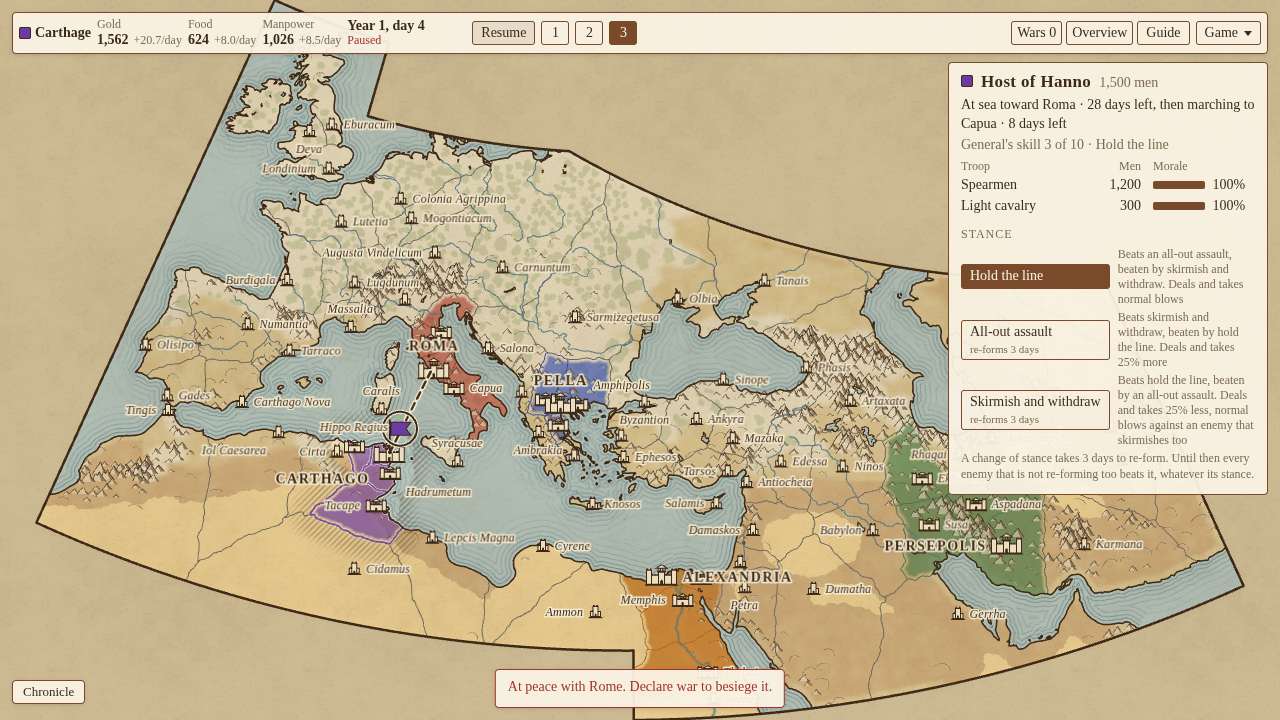 Carthage
Gold
1,562 +20.7/day
Food
624 +8.0/day
Manpower
1,026 +8.5/day
Year 1, day 4
Paused
Resume
1
2
3
Wars 0
Overview
Guide
Game
Host of Hanno 1,500 men
At sea toward Roma · 28 days left, then marching to
Capua · 8 days left
General's skill 3 of 10 · Hold the line
Troop Men Morale
Spearmen 1,200 100%
Light cavalry 300 100%
STANCE
Hold the line
Beats an all-out assault,
beaten by skirmish and
withdraw. Deals and takes
normal blows
All-out assault
re-forms 3 days
Beats skirmish and
withdraw, beaten by hold
the line. Deals and takes
25% more
Skirmish and withdraw
re-forms 3 days
Beats hold the line, beaten
by an all-out assault. Deals
and takes 25% less, normal
blows against an enemy that
skirmishes too
A change of stance takes 3 days to re-form. Until then every
enemy that is not re-forming too beats it, whatever its stance.
Eburacum
Deva
Londinium
Colonia Agrippina
Lutetia
Mogontiacum
Augusta Vindelicum
Carnuntum
Burdigala
Lugdunum
Tanais
Olbia
Massalia
Numantia
Sarmizegetusa
Olisipo
Tarraco
ROMA
Salona
Phasis
PELLA
Amphipolis
Sinope
Gades
Carthago Nova
Caralis
Capua
Artaxata
Tingis
Byzantion
Ankyra
Hippo Regius
Mazaka
Iol Caesarea
Cirta
Syracusae
Ambrakia
Ephesos
Tarsos
Edessa
Ninos
Rhagai
CARTHAGO
Antiocheia
Hadrumetum
Tacape
Knosos
Salamis
Aspadana
Lepcis Magna
Damaskos
Babylon
Susa
Cyrene
PERSEPOLIS
Karmana
Cidamus
ALEXANDRIA
Memphis
Petra
Dumatha
Ammon
Gerrha
At peace with Rome. Declare war to besiege it.
Chronicle